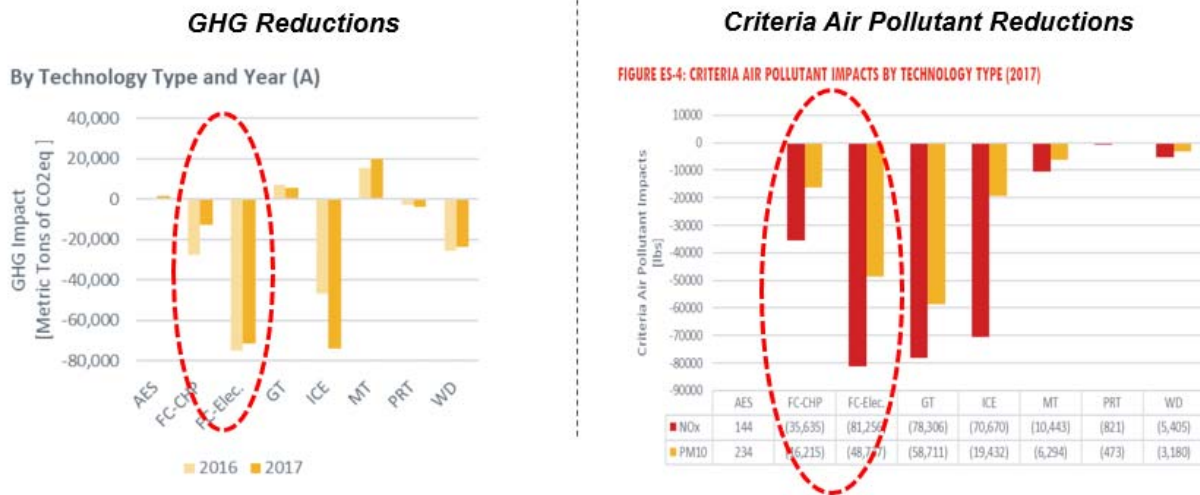 GHG Reductions
By Technology Type and Year (A)
GHG Impact
[Metric Tons of CO2eq ]
40,000
20,000
0
-20,000
-40,000
-60,000
-80,000
AES
FC-CHP
FC-Elec.
GT
ICE
MT
PRT
WD
2016
2017
Criteria Air Pollutant Reductions
FIGURE ES-4: CRITERIA AIR POLLUTANT IMPACTS BY TECHNOLOGY TYPE (2017)
Criteria Air Pollutant Impacts
[lbs]
10000
0
-10000
-20000
-30000
-40000
-50000
-60000
-70000
-80000
-90000
AES FC-CHP FC-Elec. GT ICE MT PRT WD
NOx 144 (35,635) (81,256) (78,306) (70,670) (10,443) (821) (5,405)
PM10 234 (16,215) (58,711) (19,432) (6,294) (473) (3,180)